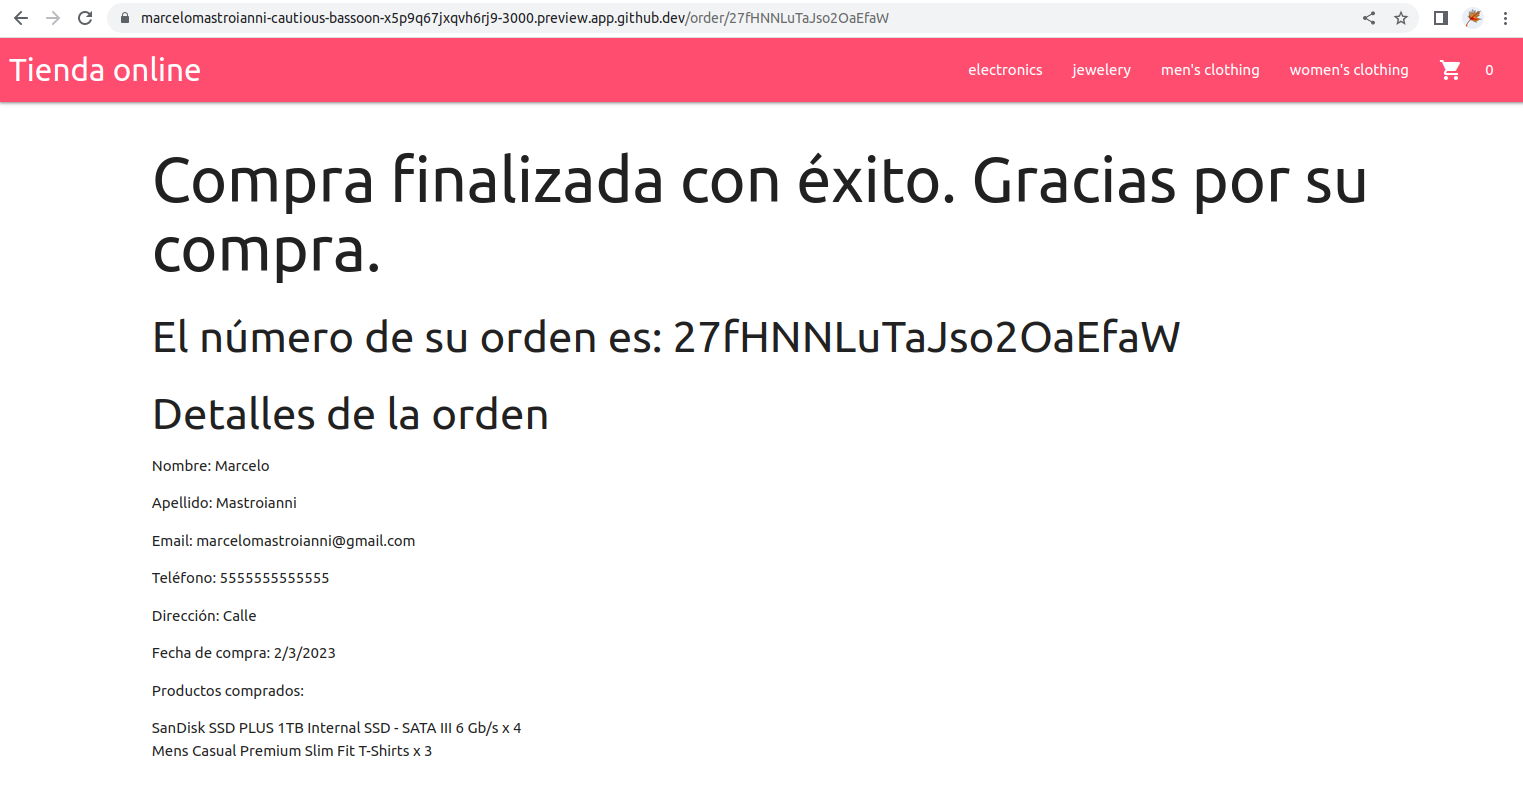 marcelomastroianni-cautious-bassoon-x5p9q67jxqvh6rj9-3000.preview.app.github.dev/order/27fHNNLuTaJso2OaEfaW
Tienda online electronics jewelery men's clothing women's clothing 0
Compra finalizada con éxito. Gracias por su
compra.
El número de su orden es: 27fHNNLuTaJso2OaEfaW
Detalles de la orden
Nombre: Marcelo
Apellido: Mastroianni
Email: marcelomastroianni@gmail.com
Teléfono: 5555555555555
Dirección: Calle
Fecha de compra: 2/3/2023
Productos comprados:
SanDisk SSD PLUS 1TB Internal SSD - SATA III 6 Gb/s x 4
Mens Casual Premium Slim Fit T-Shirts x 3